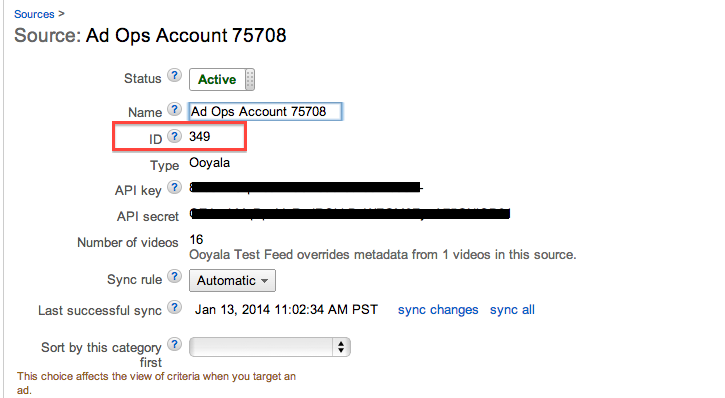 Sources >
Source: Ad Ops Account 75708
Status ? Active
Name ? Ad Ops Account 75708
ID ? 349
Type Ooyala
API key ?
API secret
Number of videos 16
Ooyala Test Feed overrides metadata from 1 videos in this source.
Sync rule ? Automatic
Last successful sync ? Jan 13, 2014 11:02:34 AM PST sync changes sync all
Sort by this category ?
first
This choice affects the view of criteria when you target an
ad.